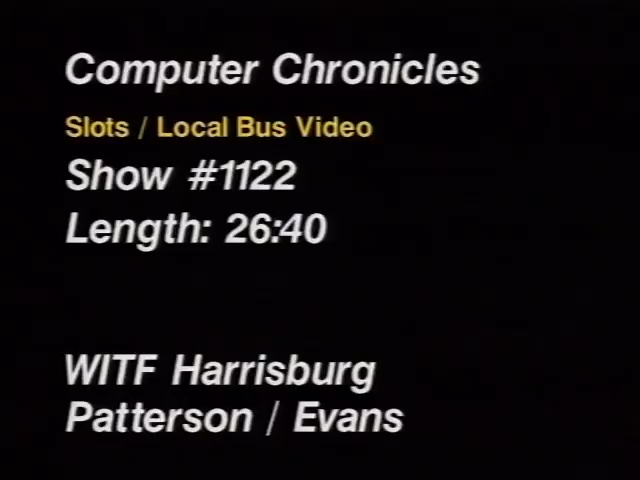 Computer Chronicles
Slots / Local Bus Video
Show #1122
Length: 26:40
WITF Harrisburg
Patterson / Evans